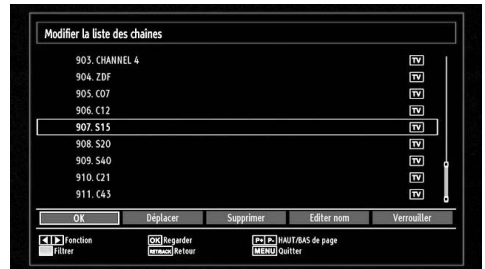 Modifier la liste des chaînes
903. CHANNEL 4 TV
904. ZDF TV
905. C07 TV
906. C12 TV
907. S15 TV
908. S20 TV
909. S40 TV
910. C21 TV
911. C43 TV
OK Déplacer Supprimer Editer nom Verrouiller
Fonction OK Regarder P+ P- HAUT/BAS de page
Filtrer RET/BACK Retour MENU Quitter